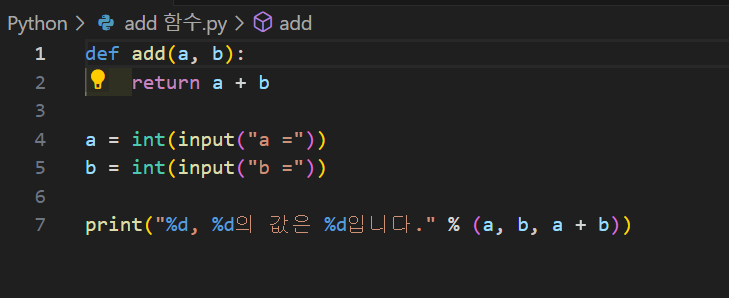 Python > add 함수.py > add
1 def add(a, b):
2 return a + b
3
4 a = int(input("a ="))
5 b = int(input("b ="))
6
7 print("%d, %d의 값은 %d입니다." % (a, b, a + b))